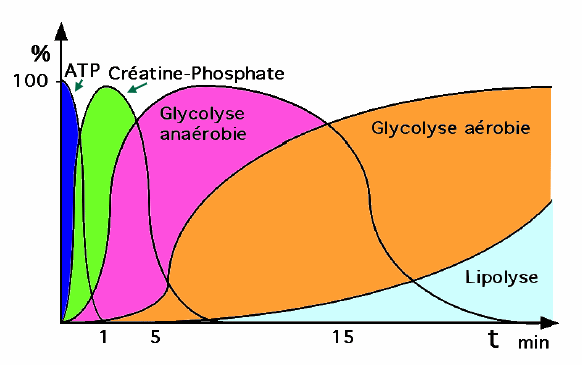 %
100
ATP
Créatine-Phosphate
Glycolyse
anaérobie
Glycolyse aérobie
Lipolyse
1 5 15 t min